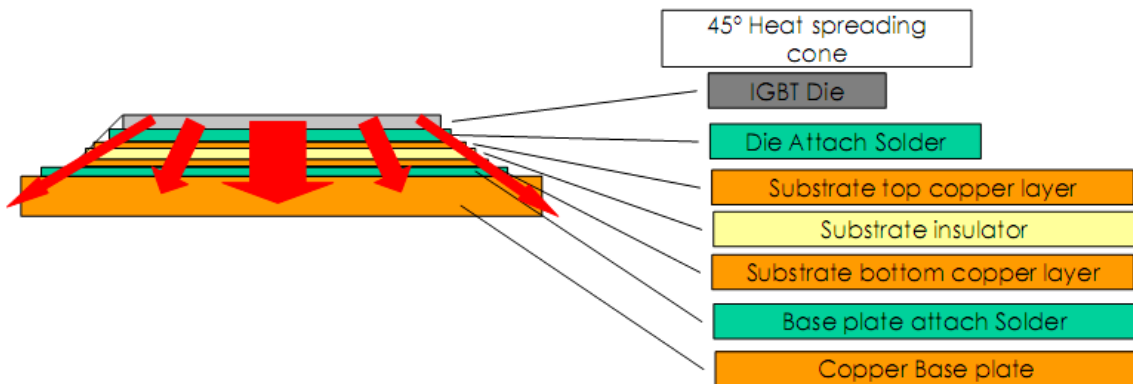 45° Heat spreading
cone
IGBT Die
Die Attach Solder
Substrate top copper layer
Substrate insulator
Substrate bottom copper layer
Base plate attach Solder
Copper Base plate